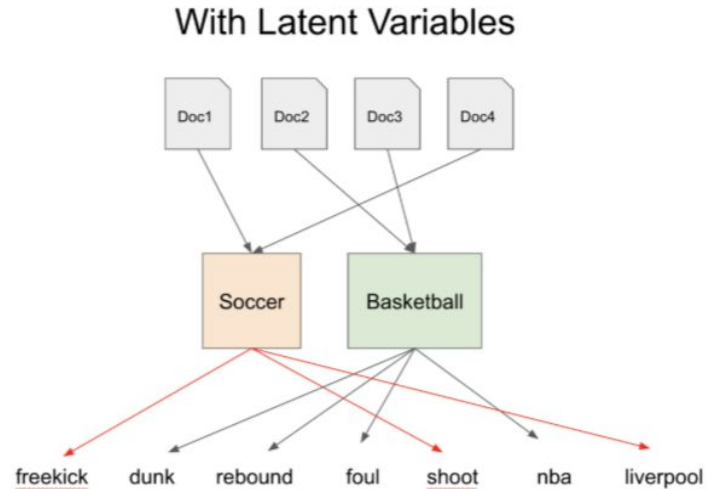 With Latent Variables
Doc1 Doc2 Doc3 Doc4
Soccer Basketball
freekick dunk rebound foul shoot nba liverpool